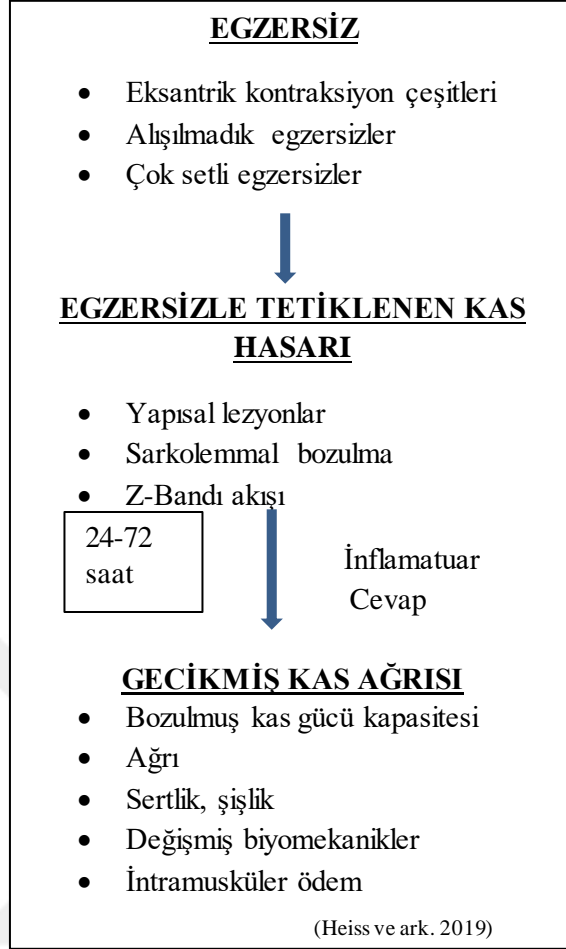 EGZERSİZ
• Eksantrik kontraksiyon çeşitleri
• Alışılmadık egzersizler
• Çok setli egzersizler
EGZERSİZLE TETİKLENEN KAS
HASARI
• Yapısal lezyonlar
• Sarkolemmal bozulma
• Z-Bandı akışı
24-72
saat
İnflamatuar
Cevap
GECİKMİŞ KAS AĞRISI
• Bozulmuş kas gücü kapasitesi
• Ağrı
• Sertlik, şişlik
• Değişmiş biyomekanikler
• İntramusküler ödem
(Heiss ve ark. 2019)